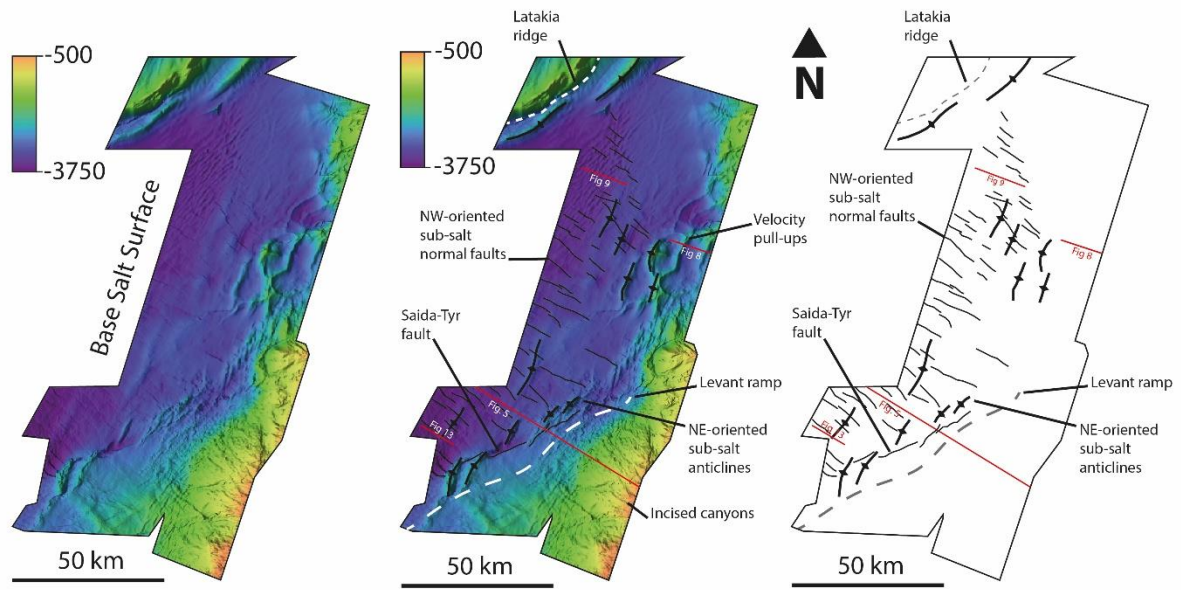 -500
-3750
Base Salt Surface
50 km
-500
-3750
Latakia
ridge
Fig 9
NW-oriented
sub-salt
normal faults
Velocity
pull-ups
Fig 8
Saida-Tyr
fault
Levant ramp
Fig. 5
Fig 13
NE-oriented
sub-salt
anticlines
Incised canyons
50 km
N
Latakia
ridge
Fig 9
NW-oriented
sub-salt
normal faults
Fig 8
Saida-Tyr
fault
Levant ramp
Fig. 5
Fig 13
NE-oriented
sub-salt
anticlines
50 km